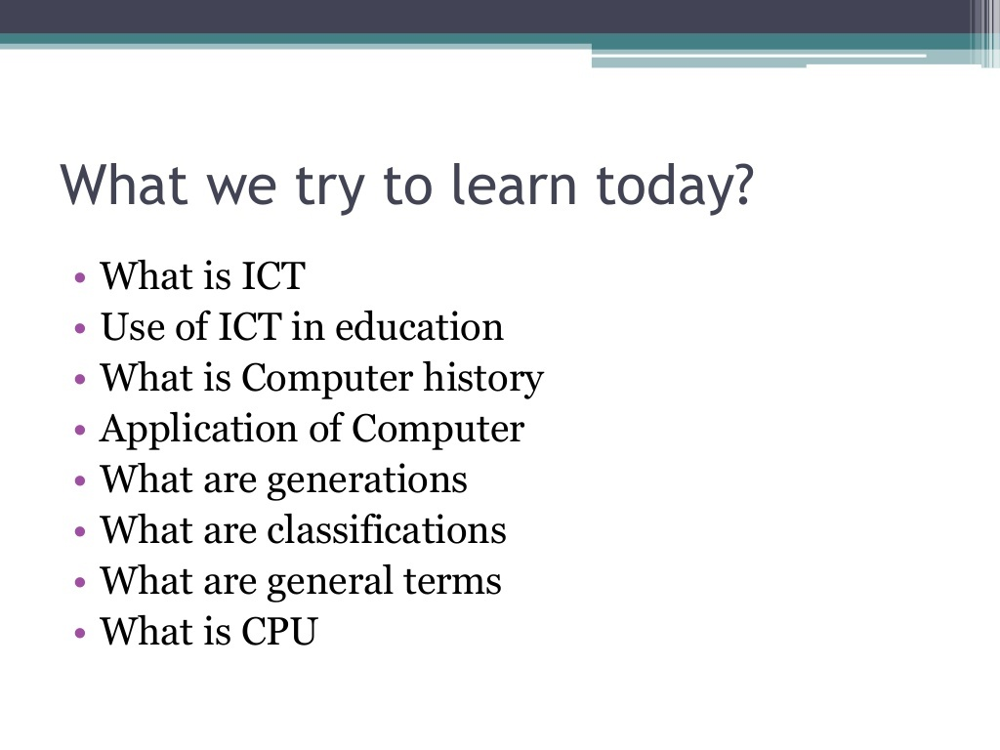 What we try to learn today?
• What is ICT
• Use of ICT in education
• What is Computer history
• Application of Computer
• What are generations
• What are classifications
• What are general terms
• What is CPU